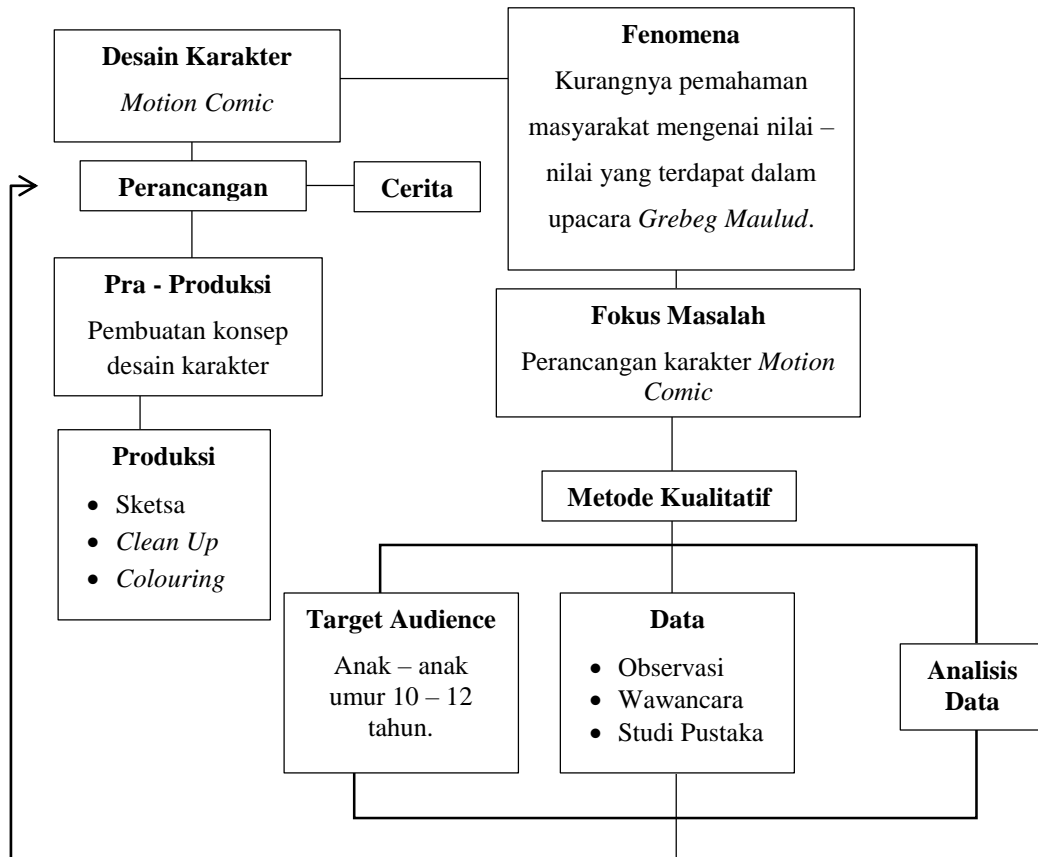 Desain Karakter
Motion Comic
Fenomena
Kurangnya pemahaman
masyarakat mengenai nilai –
nilai yang terdapat dalam
upacara Grebeg Maulud.
Perancangan
Cerita
Pra - Produksi
Pembuatan konsep
desain karakter
Fokus Masalah
Perancangan karakter Motion
Comic
Produksi
• Sketsa
• Clean Up
• Colouring
Metode Kualitatif
Target Audience
Anak – anak
umur 10 – 12
tahun.
Data
• Observasi
• Wawancara
• Studi Pustaka
Analisis
Data